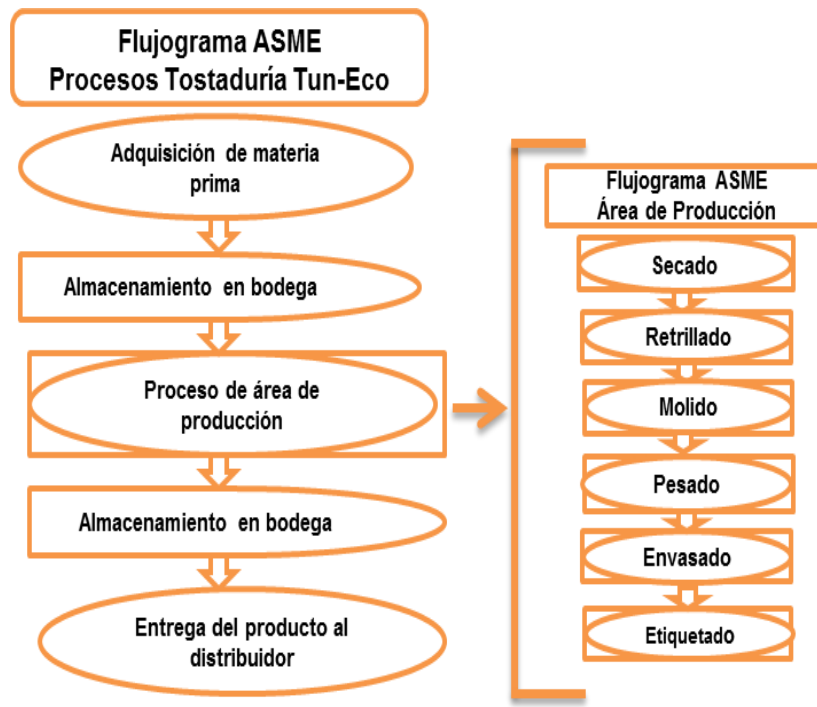 Flujograma ASME
Procesos Tostaduría Tun-Eco
Adquisición de materia
prima
Almacenamiento en bodega
Proceso de área de
producción
Almacenamiento en bodega
Entrega del producto al
distribuidor
Flujograma ASME
Área de Producción
Secado
Retrillado
Molido
Pesado
Envasado
Etiquetado